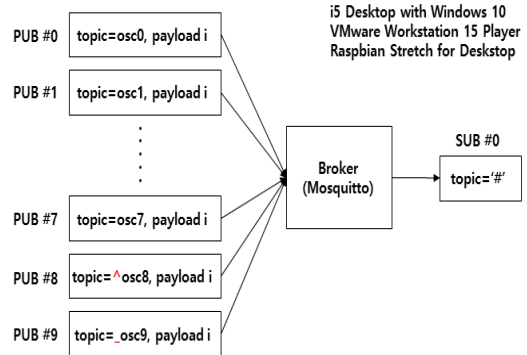 i5 Desktop with Windows 10
VMware Workstation 15 Player
Raspbian Stretch for Deskstop
PUB #0
topic=osc0, payload i
PUB #1
topic=osc1, payload i
PUB #7
topic=osc7, payload i
PUB #8
topic=^osc8, payload i
PUB #9
topic=_osc9, payload i
Broker
(Mosquitto)
SUB #0
topic='#'